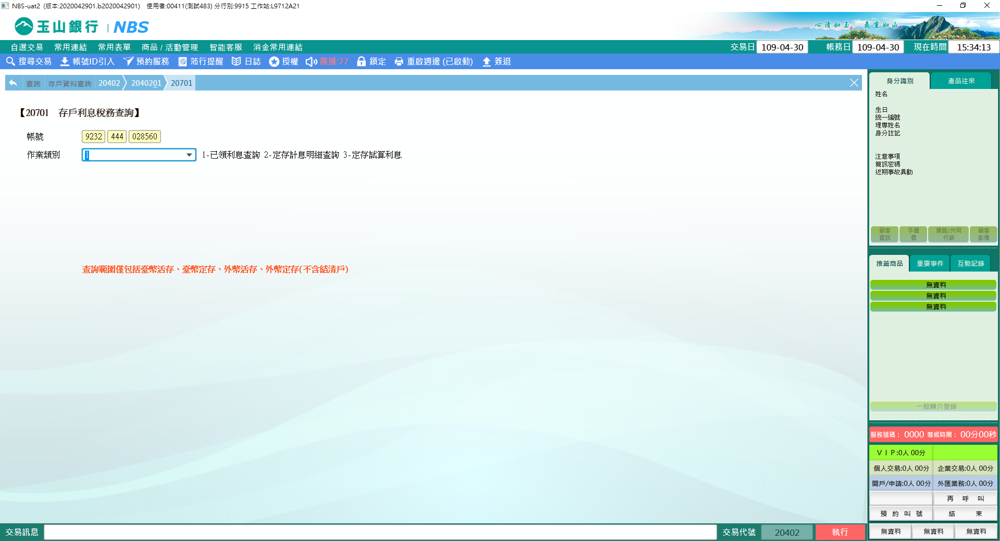 NBS-uat2 (版本:2020042901.b2020042901) 使用者:00411(測試483) 分行別:9915 工作站:L9712A21
玉山銀行 | NBS
心清如玉 義重如山
自選交易 常用連結 常用表單 商品 / 活動管理 智能客服 消金常用連結 交易日 109-04-30 帳務日 109-04-30 現在時間 15:34:13
搜尋交易 帳號ID引入 預約服務 蒞行提醒 日誌 授權 廣播:77 鎖定 重啟週邊 (已啟動) 簽退
查詢 存戶資料查詢 20402 2040201 20701
【20701 存戶利息稅務查詢】
帳號 9232 444 028560
作業類別 1 1-已領利息查詢 2-定存計息明細查詢 3-定存試算利息
查詢範圍僅包括臺幣活存、臺幣定存、外幣活存、外幣定存(不含結清戶)
身分識別 產品往來
姓名
生日
統一編號
理專姓名
身分註記
注意事項
簡訊密碼
近期事故異動
顧客資訊 手續費 通路/共同行銷 顧客影像
推薦商品 重要事件 互動記錄
無資料
無資料
無資料
一般轉介登錄
服務號碼: 0000 等候時間: 00分00秒
VIP:0人 00分
個人交易:0人 00分 企業交易:0人 00分
開戶/申請:0人 00分 外匯業務:0人 00分
再 呼 叫
預 約 叫 號 結 束
無資料 無資料 無資料
交易訊息 交易代號 20402 執行